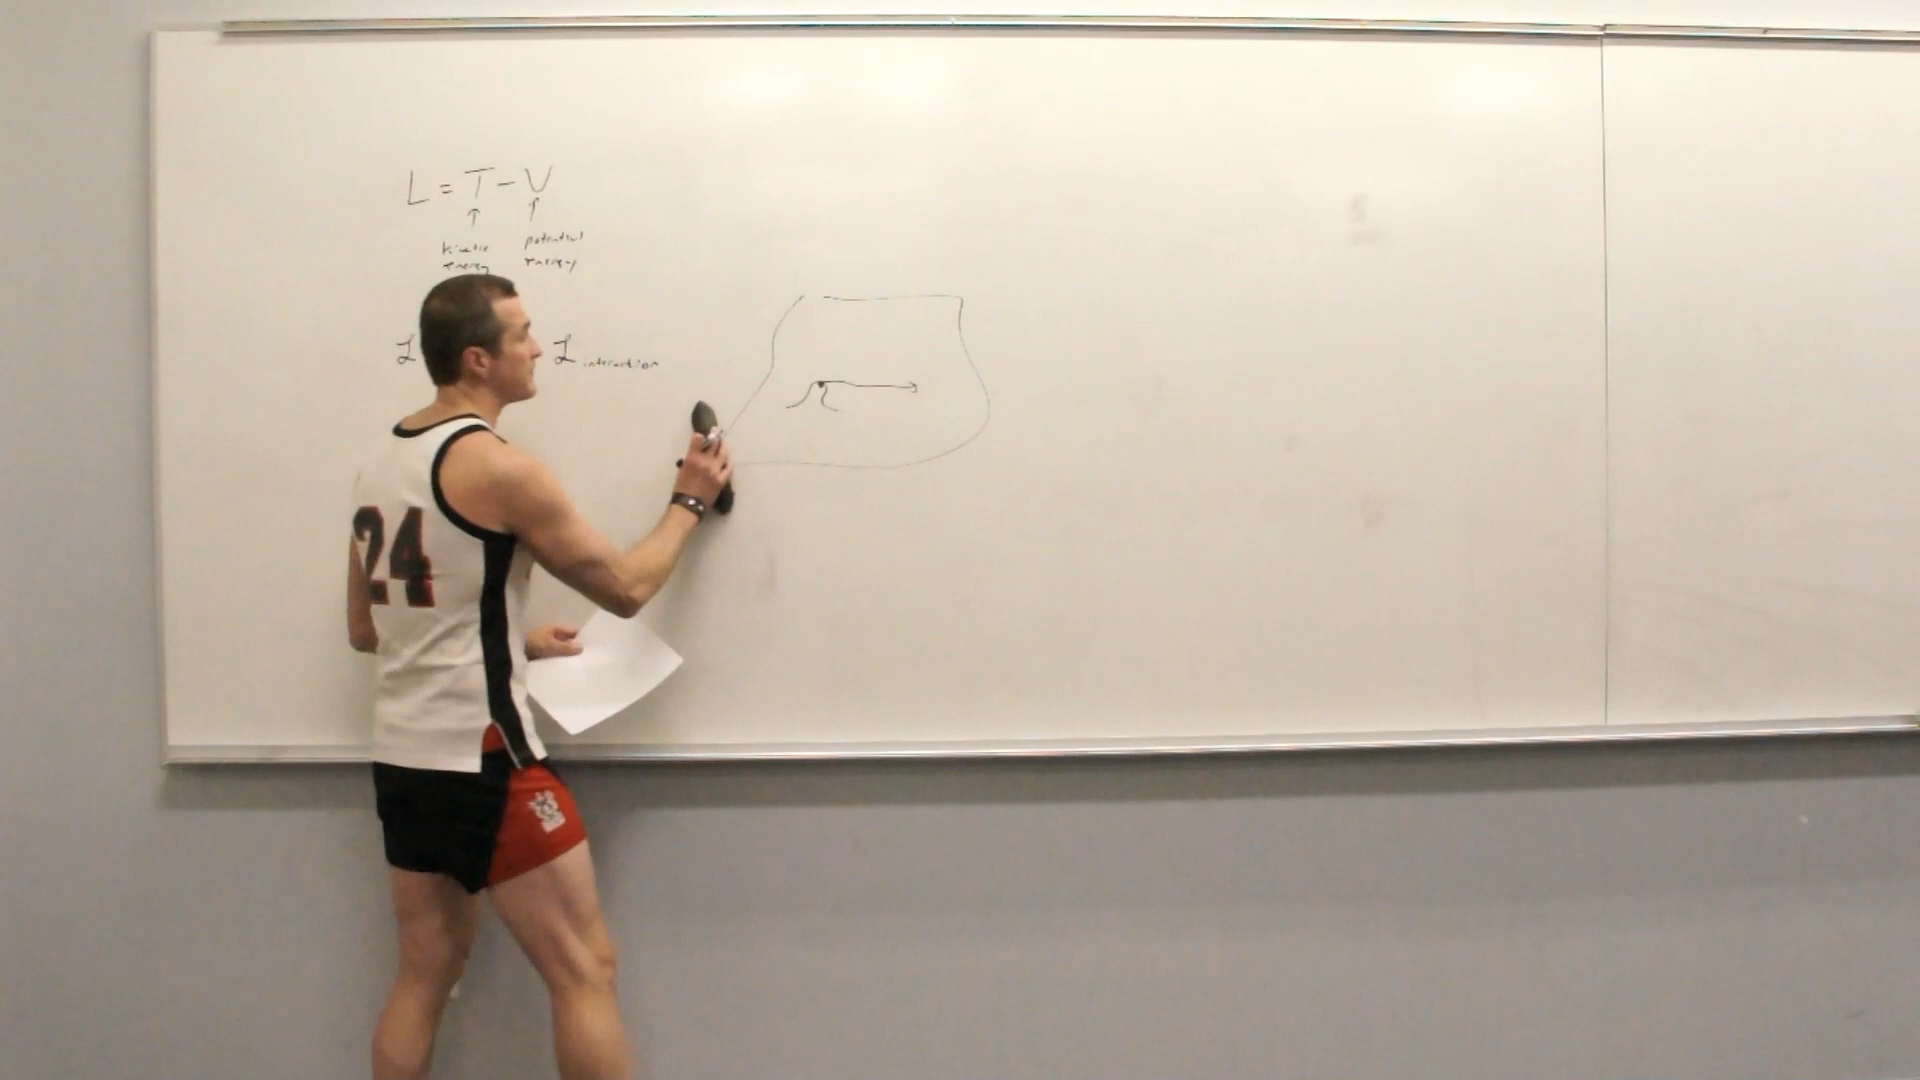 L = T - V
↑ ↑
kinetic potential
energy energy
ℒ ℒ interaction
24